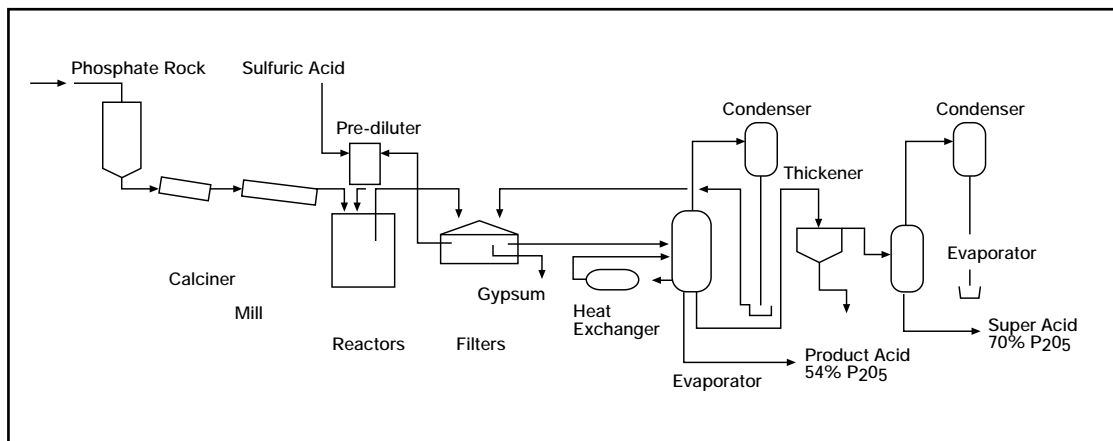 Phosphate Rock
Sulfuric Acid
Condenser
Condenser
Pre-diluter
Thickener
Evaporator
Calciner
Mill
Gypsum
Heat
Exchanger
Reactors
Filters
Super Acid
70% P₂0₅
Product Acid
54% P₂0₅
Evaporator